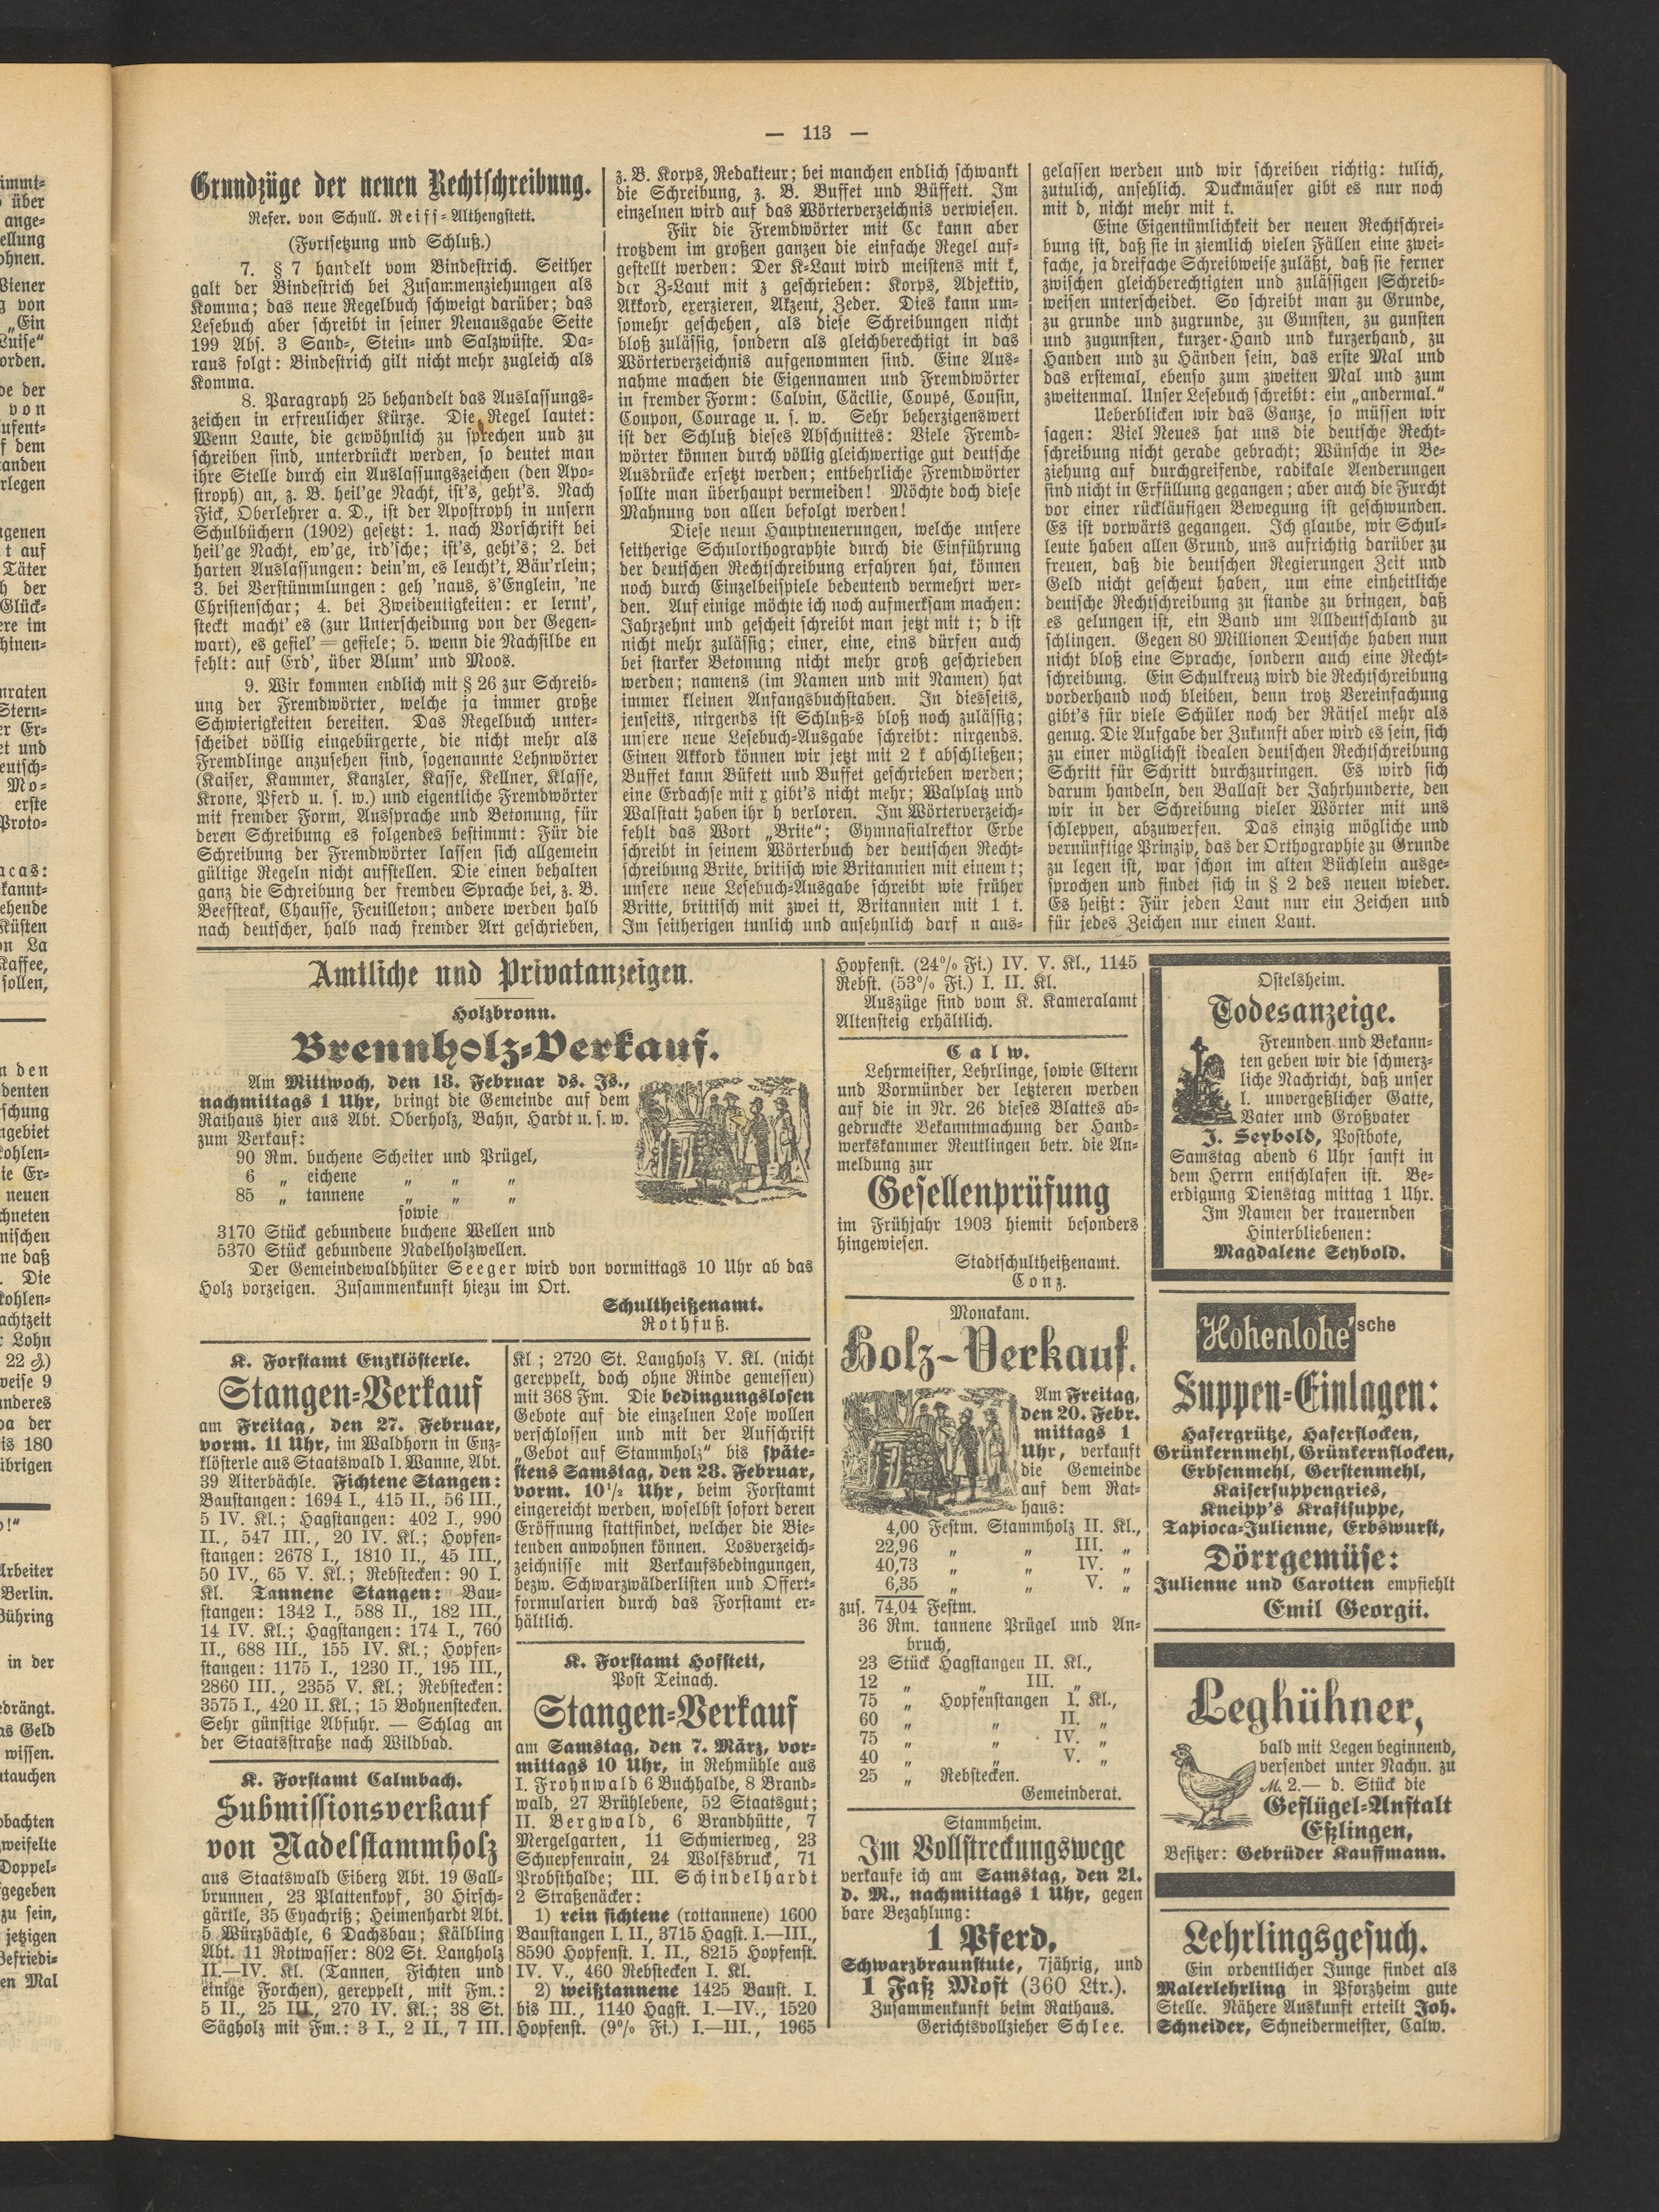 — 113 —
Grundzüge der neuen Rechtschreibung.
Refer. von Schull. Reiff-Althengstett.
(Fortsetzung und Schluß.)
7. § 7 handelt vom Bindestrich. Seither
galt der Bindestrich bei Zusammenziehungen als
Komma; das neue Regelbuch schweigt darüber; das
Lesebuch aber schreibt in seiner Neuausgabe Seite
199 Abs. 3 Sand-, Stein- und Salzwüste. Da-
raus folgt: Bindestrich gilt nicht mehr zugleich als
Komma.
8. Paragraph 25 behandelt das Auslassungs-
zeichen in erfreulicher Kürze. Die Regel lautet:
Wenn Laute, die gewöhnlich zu sprechen und zu
schreiben sind, unterdrückt werden, so deutet man
ihre Stelle durch ein Auslassungszeichen (den Apo-
stroph) an, z. B. heil'ge Nacht, ist's, geht's. Nach
Fick, Oberlehrer a. D., ist der Apostroph in unsern
Schulbüchern (1902) gesetzt: 1. nach Vorschrift bei
heil'ge Nacht, ew'ge, ird'sche; ist's, geht's; 2. bei
harten Auslassungen: dein'm, es leucht't, Bäu'rlein;
3. bei Verstümmlungen: geh 'naus, s'Englein, 'ne
Christenschar; 4. bei Zweideutigkeiten: er lernt',
steckt macht' es (zur Unterscheidung von der Gegen-
wart), es gefiel' = gefiele; 5. wenn die Nachsilbe en
fehlt: auf Erd', über Blum' und Moos.
9. Wir kommen endlich mit § 26 zur Schreib-
ung der Fremdwörter, welche ja immer große
Schwierigkeiten bereiten. Das Regelbuch unter-
scheidet völlig eingebürgerte, die nicht mehr als
Fremdlinge anzusehen sind, sogenannte Lehnwörter
(Kaiser, Kammer, Kanzler, Kasse, Kellner, Klasse,
Krone, Pferd u. s. w.) und eigentliche Fremdwörter
mit fremder Form, Aussprache und Betonung, für
deren Schreibung es folgendes bestimmt: Für die
Schreibung der Fremdwörter lassen sich allgemein
gültige Regeln nicht aufstellen. Die einen behalten
ganz die Schreibung der fremden Sprache bei, z. B.
Beefsteak, Chausse, Feuilleton; andere werden halb
nach deutscher, halb nach fremder Art geschrieben,
z. B. Korps, Redakteur; bei manchen endlich schwankt
die Schreibung, z. B. Buffet und Büffett. Im
einzelnen wird auf das Wörterverzeichnis verwiesen.
Für die Fremdwörter mit Cc kann aber
trotzdem im großen ganzen die einfache Regel auf-
gestellt werden: Der K-Laut wird meistens mit k,
der Z-Laut mit z geschrieben: Korps, Adjektiv,
Akkord, exerzieren, Akzent, Zeder. Dies kann um-
somehr geschehen, als diese Schreibungen nicht
bloß zulässig, sondern als gleichberechtigt in das
Wörterverzeichnis aufgenommen sind. Eine Aus-
nahme machen die Eigennamen und Fremdwörter
in fremder Form: Calvin, Cäcilie, Coupé, Cousin,
Coupon, Courage u. s. w. Sehr beherzigenswert
ist der Schluß dieses Abschnittes: Viele Fremd-
wörter können durch völlig gleichwertige gut deutsche
Ausdrücke ersetzt werden; entbehrliche Fremdwörter
sollte man überhaupt vermeiden! Möchte doch diese
Mahnung von allen befolgt werden!
Diese neun Hauptneuerungen, welche unsere
seitherige Schulorthographie durch die Einführung
der deutschen Rechtschreibung erfahren hat, können
noch durch Einzelbeispiele bedeutend vermehrt wer-
den. Auf einige möchte ich noch aufmerksam machen:
Jahrzehnt und gescheit schreibt man jetzt mit t; d ist
nicht mehr zulässig; einer, eine, eins dürfen auch
bei starker Betonung nicht mehr groß geschrieben
werden; namens (im Namen und mit Namen) hat
immer kleinen Anfangsbuchstaben. In diesseits,
jenseits, nirgends ist Schluß-s bloß noch zulässig;
unsere neue Lesebuch-Ausgabe schreibt: nirgends.
Einen Akkord können wir jetzt mit 2 k abschließen;
Buffet kann Büfett und Buffet geschrieben werden;
eine Erdachse mit x gibt's nicht mehr; Walplatz und
Walstatt haben ihr h verloren. Im Wörterverzeich-
fehlt das Wort „Brite"; Gymnasialrektor Erbe
schreibt in seinem Wörterbuch der deutschen Recht-
schreibung Brite, britisch wie Britannien mit einem t;
unsere neue Lesebuch-Ausgabe schreibt wie früher
Britte, brittisch mit zwei tt, Britannien mit 1 t.
Im seitherigen tunlich und ansehnlich darf n aus-
gelassen werden und wir schreiben richtig: tulich,
zutulich, ansehlich. Duckmäuser gibt es nur noch
mit d, nicht mehr mit t.
Eine Eigentümlichkeit der neuen Rechtschrei-
bung ist, daß sie in ziemlich vielen Fällen eine zwei-
fache, ja dreifache Schreibweise zuläßt, daß sie ferner
zwischen gleichberechtigten und zulässigen Schreib-
weisen unterscheidet. So schreibt man zu Grunde,
zu grunde und zugrunde, zu Gunsten, zu gunsten
und zugunsten, kurzer-Hand und kurzerhand, zu
Handen und zu Händen sein, das erste Mal und
das erstemal, ebenso zum zweiten Mal und zum
zweitenmal. Unser Lesebuch schreibt: ein „andermal."
Ueberblicken wir das Ganze, so müssen wir
sagen: Viel Neues hat uns die deutsche Recht-
schreibung nicht gerade gebracht; Wünsche in Be-
ziehung auf durchgreifende, radikale Aenderungen
sind nicht in Erfüllung gegangen; aber auch die Furcht
vor einer rückläufigen Bewegung ist geschwunden.
Es ist vorwärts gegangen. Ich glaube, wir Schul-
leute haben allen Grund, uns aufrichtig darüber zu
freuen, daß die deutschen Regierungen Zeit und
Geld nicht gescheut haben, um eine einheitliche
deutsche Rechtschreibung zu stande zu bringen, daß
es gelungen ist, ein Band um Alldeutschland zu
schlingen. Gegen 80 Millionen Deutsche haben nun
nicht bloß eine Sprache, sondern auch eine Recht-
schreibung. Ein Schulkreuz wird die Rechtschreibung
vorderhand noch bleiben, denn trotz Vereinfachung
gibt's für viele Schüler noch der Rätsel mehr als
genug. Die Aufgabe der Zukunft aber wird es sein, sich
zu einer möglichst idealen deutschen Rechtschreibung
Schritt für Schritt durchzuringen. Es wird sich
darum handeln, den Ballast der Jahrhunderte, den
wir in der Schreibung vieler Wörter mit uns
schleppen, abzuwerfen. Das einzig mögliche und
vernünftige Prinzip, das der Orthographie zu Grunde
zu legen ist, war schon im alten Büchlein ausge-
sprochen und findet sich in § 2 des neuen wieder.
Es heißt: Für jeden Laut nur ein Zeichen und
für jedes Zeichen nur einen Laut.
Amtliche und Privatanzeigen.
Holzbronn.
Brennholz-Verkauf.
Am Mittwoch, den 18. Februar ds. Js.,
nachmittags 1 Uhr, bringt die Gemeinde auf dem
Rathaus hier aus Abt. Oberholz, Bahn, Hardt u. s. w.
zum Verkauf:
90 Rm. buchene Scheiter und Prügel,
6 „ eichene „ „ „
85 „ tannene „ „ „
sowie
3170 Stück gebundene buchene Wellen und
5370 Stück gebundene Nadelholzwellen.
Der Gemeindewaldhüter Seeger wird von vormittags 10 Uhr ab das
Holz vorzeigen. Zusammenkunft hiezu im Ort.
Schultheißenamt.
Rothfuß.
K. Forstamt Enzklösterle.
Stangen-Verkauf
am Freitag, den 27. Februar,
vorm. 11 Uhr, im Waldhorn in Enz-
klösterle aus Staatswald I. Wanne, Abt.
39 Aiterbächle. Fichtene Stangen:
Baustangen: 1694 I., 415 II., 56 III.,
5 IV. Kl.; Hagstangen: 402 I., 990
II., 547 III., 20 IV. Kl.; Hopfen-
stangen: 2678 I., 1810 II., 45 III.,
50 IV., 65 V. Kl.; Rebstecken: 90 I.
Kl. Tannene Stangen: Bau-
stangen: 1342 I., 588 II., 182 III.,
14 IV. Kl.; Hagstangen: 174 I., 760
II., 688 III., 155 IV. Kl.; Hopfen-
stangen: 1175 I., 1230 II., 195 III.,
2860 III., 2355 V. Kl.; Rebstecken:
3575 I., 420 II. Kl.; 15 Bohnenstecken.
Sehr günstige Abfuhr. — Schlag an
der Staatsstraße nach Wildbad.
K. Forstamt Calmbach.
Submissionsverkauf
von Nadelstammholz
aus Staatswald Eiberg Abt. 19 Gall-
brunnen, 23 Plattenkopf, 30 Hirsch-
gärtle, 35 Eyachriß; Heimenhardt Abt.
5 Würzbächle, 6 Dachsbau; Kälbling
Abt. 11 Rotwasser: 802 St. Langholz
II.—IV. Kl. (Tannen, Fichten und
einige Forchen), gereppelt, mit Fm.:
5 II., 25 III., 270 IV. Kl.; 38 St.
Sägholz mit Fm.: 3 I., 2 II., 7 III.
Kl; 2720 St. Langholz V. Kl. (nicht
gereppelt, doch ohne Rinde gemessen)
mit 368 Fm. Die bedingungslosen
Gebote auf die einzelnen Lose wollen
verschlossen und mit der Aufschrift
„Gebot auf Stammholz" bis späte-
stens Samstag, den 28. Februar,
vorm. 10½ Uhr, beim Forstamt
eingereicht werden, woselbst sofort deren
Eröffnung stattfindet, welcher die Bie-
tenden anwohnen können. Losverzeich-
zeichnisse mit Verkaufsbedingungen,
bezw. Schwarzwälderlisten und Offert-
formularien durch das Forstamt er-
hältlich.
K. Forstamt Hofstett,
Post Teinach.
Stangen-Verkauf
am Samstag, den 7. März, vor-
mittags 10 Uhr, in Rehmühle aus
I. Frohnwald 6 Buchhalde, 8 Brand-
wald, 27 Brühlebene, 52 Staatsgut;
II. Bergwald, 6 Brandhütte, 7
Mergelgarten, 11 Schmierweg, 23
Schnepfenrain, 24 Wolfsbruck, 71
Probsthalde; III. Schindelhardt
2 Straßenäcker:
1) rein fichtene (rottannene) 1600
Baustangen I. II., 3715 Hagst. I.—III.,
8590 Hopfenst. I. II., 8215 Hopfenst.
IV. V., 460 Rebstecken I. Kl.
2) weißtannene 1425 Baust. I.
bis III., 1140 Hagst. I.—IV., 1520
Hopfenst. (9% Fi.) I.—III., 1965
Hopfenst. (24% Fi.) IV. V. Kl., 1145
Rebst. (53% Fi.) I. II. Kl.
Auszüge sind vom K. Kameralamt
Altensteig erhältlich.
Calw.
Lehrmeister, Lehrlinge, sowie Eltern
und Vormünder der letzteren werden
auf die in Nr. 26 dieses Blattes ab-
gedruckte Bekanntmachung der Hand-
werkskammer Reutlingen betr. die An-
meldung zur
Gesellenprüfung
im Frühjahr 1903 hiemit besonders
hingewiesen.
Stadtschultheißenamt.
Conz.
Monakam.
Holz-Verkauf.
Am Freitag,
den 20. Febr.
mittags 1
Uhr, verkauft
die Gemeinde
auf dem Rat-
haus:
4,00 Festm. Stammholz II. Kl.,
22,96 „ „ III. „
40,73 „ „ IV. „
6,35 „ „ V. „
zus. 74,04 Festm.
36 Rm. tannene Prügel und An-
bruch,
23 Stück Hagstangen II. Kl.,
12 „ „ III. „
75 „ Hopfenstangen I. Kl.,
60 „ „ II. „
75 „ „ IV. „
40 „ „ V. „
25 „ Rebstecken.
Gemeinderat.
Stammheim.
Im Vollstreckungswege
verkaufe ich am Samstag, den 21.
d. M., nachmittags 1 Uhr, gegen
bare Bezahlung:
1 Pferd,
Schwarzbraunstute, 7jährig, und
1 Faß Most (360 Ltr.).
Zusammenkunft beim Rathaus.
Gerichtsvollzieher Schlee.
Ostelsheim.
Todesanzeige.
Freunden und Bekann-
ten geben wir die schmerz-
liche Nachricht, daß unser
l. unvergeßlicher Gatte,
Vater und Großvater
J. Seybold, Postbote,
Samstag abend 6 Uhr sanft in
dem Herrn entschlafen ist. Be-
erdigung Dienstag mittag 1 Uhr.
Im Namen der trauernden
Hinterbliebenen:
Magdalene Seybold.
Hohenlohe'sche
Suppen-Einlagen:
Hafergrütze, Haferflocken,
Grünkernmehl, Grünkernflocken,
Erbsenmehl, Gerstenmehl,
Kaisersuppengries,
Kneipp's Kraftsuppe,
Tapioca-Julienne, Erbswurst,
Dörrgemüse:
Julienne und Carotten empfiehlt
Emil Georgii.
Leghühner,
bald mit Legen beginnend,
versendet unter Nachn. zu
M. 2.— d. Stück die
Geflügel-Anstalt
Eßlingen,
Besitzer: Gebrüder Kauffmann.
Lehrlingsgesuch.
Ein ordentlicher Junge findet als
Malerlehrling in Pforzheim gute
Stelle. Nähere Auskunft erteilt Joh.
Schneider, Schneidermeister, Calw.